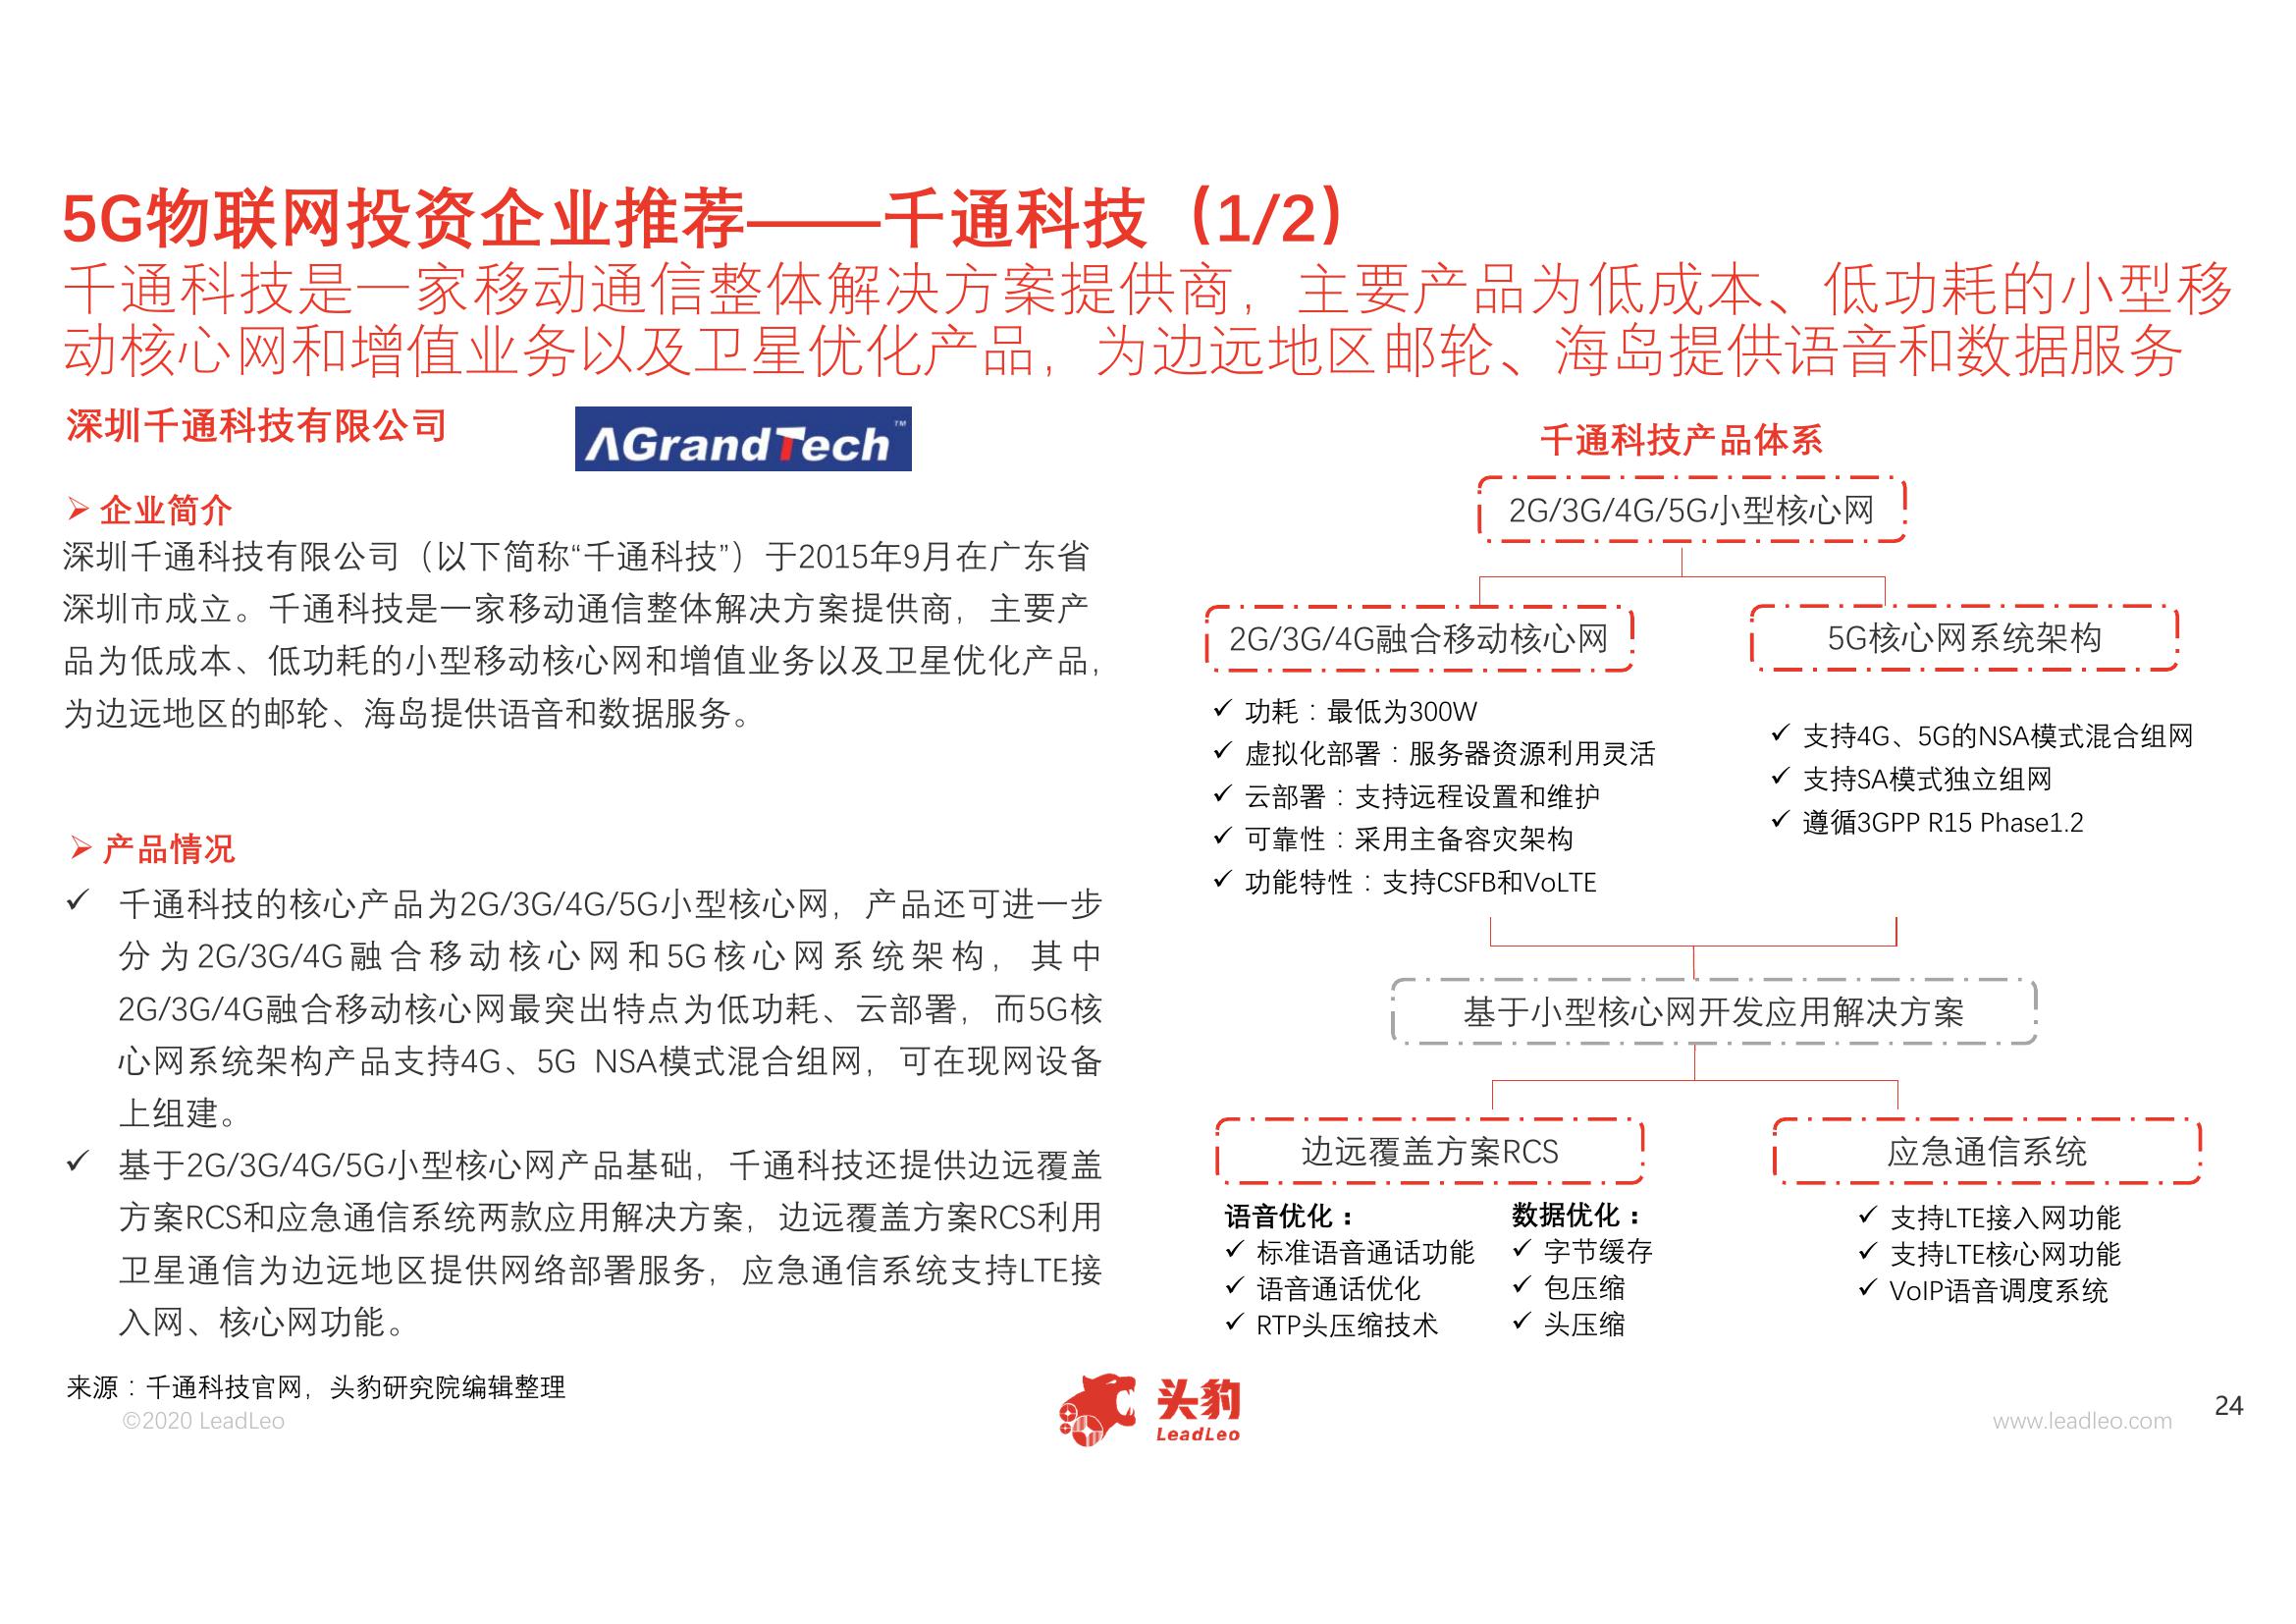 5G物联网投资企业推荐——千通科技（1/2）
千通科技是一家移动通信整体解决方案提供商，主要产品为低成本、低功耗的小型移
动核心网和增值业务以及卫星优化产品，为边远地区邮轮、海岛提供语音和数据服务
深圳千通科技有限公司
AGrandTech™
企业简介
深圳千通科技有限公司（以下简称“千通科技”）于2015年9月在广东省
深圳市成立。千通科技是一家移动通信整体解决方案提供商，主要产
品为低成本、低功耗的小型移动核心网和增值业务以及卫星优化产品，
为边远地区的邮轮、海岛提供语音和数据服务。
产品情况
千通科技的核心产品为2G/3G/4G/5G小型核心网，产品还可进一步
分为2G/3G/4G融合移动核心网和5G核心网系统架构，其中
2G/3G/4G融合移动核心网最突出特点为低功耗、云部署，而5G核
心网系统架构产品支持4G、5G NSA模式混合组网，可在现网设备
上组建。
基于2G/3G/4G/5G小型核心网产品基础，千通科技还提供边远覆盖
方案RCS和应急通信系统两款应用解决方案，边远覆盖方案RCS利用
卫星通信为边远地区提供网络部署服务，应急通信系统支持LTE接
入网、核心网功能。
千通科技产品体系
2G/3G/4G/5G小型核心网
2G/3G/4G融合移动核心网
5G核心网系统架构
功耗：最低为300W
虚拟化部署：服务器资源利用灵活
云部署：支持远程设置和维护
可靠性：采用主备容灾架构
功能特性：支持CSFB和VoLTE
支持4G、5G的NSA模式混合组网
支持SA模式独立组网
遵循3GPP R15 Phase1.2
基于小型核心网开发应用解决方案
边远覆盖方案RCS
应急通信系统
语音优化：
标准语音通话功能
语音通话优化
RTP头压缩技术
数据优化：
字节缓存
包压缩
头压缩
支持LTE接入网功能
支持LTE核心网功能
VoIP语音调度系统
来源：千通科技官网，头豹研究院编辑整理
©2020 LeadLeo
头豹
LeadLeo
www.leadleo.com
24